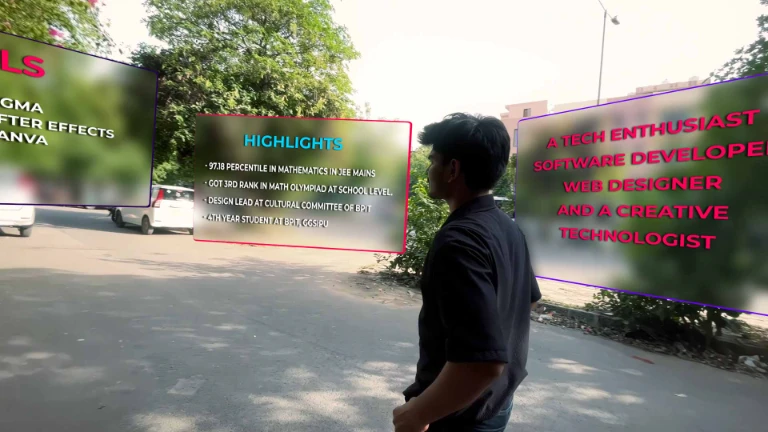 LS
GMA
FTER EFFECTS
ANVA
HIGHLIGHTS
• 97.18 PERCENTILE IN MATHEMATICS IN JEE MAINS
• GOT 3RD RANK IN MATH OLYMPIAD AT SCHOOL LEVEL.
• DESIGN LEAD AT CULTURAL COMMITTEE OF BPIT
• 4TH YEAR STUDENT AT BPIT, GGSIPU
A TECH ENTHUSIAST
SOFTWARE DEVELOPE
WEB DESIGNER
AND A CREATIVE
TECHNOLOGIST